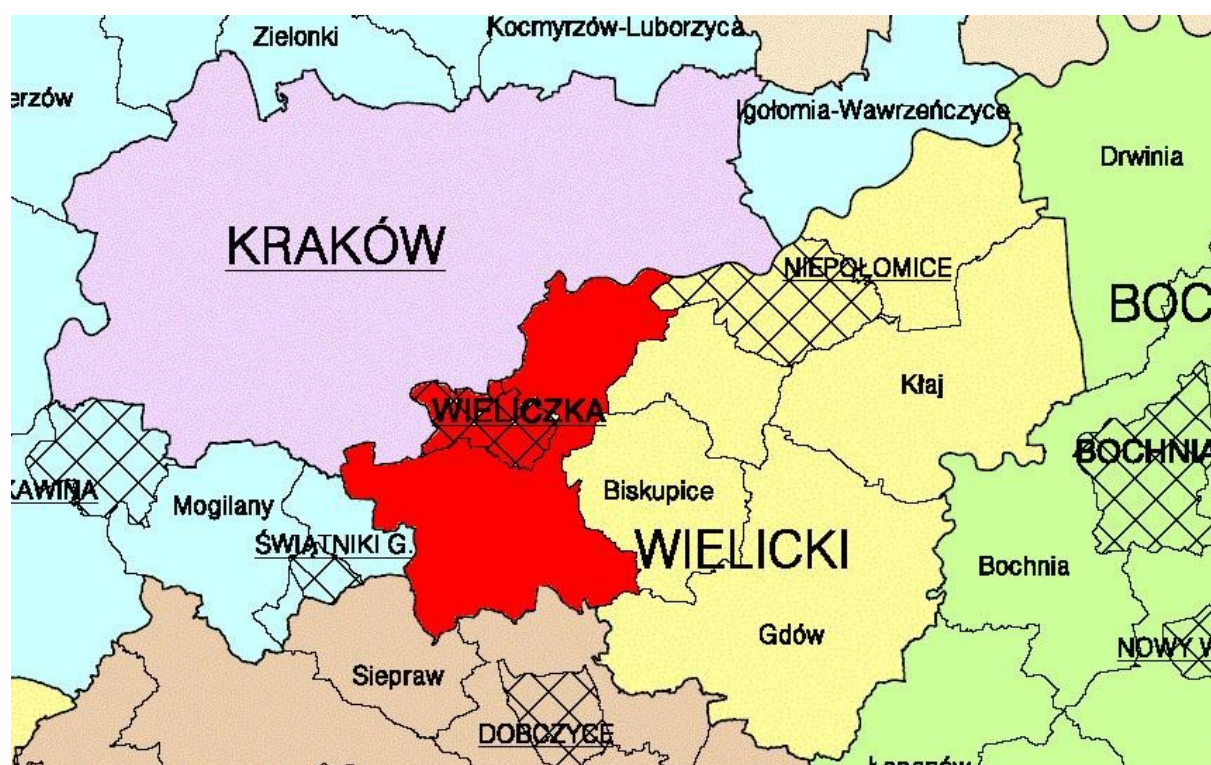 Zielonki
Kocmyrzów-Luborzyca
erzów
Igołomia-Wawrzeńczyce
Drwinia
KRAKÓW
NIEPOŁOMICE
BOC
Kłaj
WIELICZKA
BOCHNIA
KAWINA
Mogilany
Biskupice
ŚWIĄTNIKI G.
WIELICKI
Bochnia
Gdów
NOWY W
Siepraw
DOBCZYCE
Łapanów